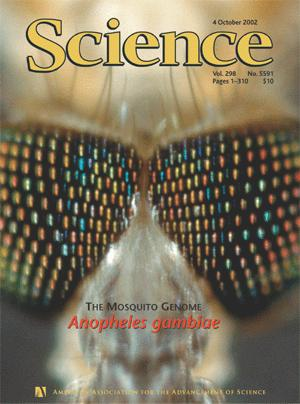 4 October 2002
Science
Vol. 298 No. 5591
Pages 1–310 $10
The Mosquito Genome
Anopheles gambiae
American Association for the Advancement of Science